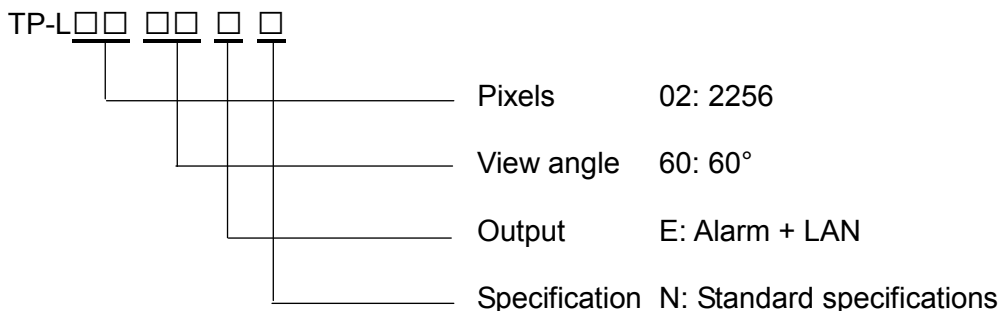 TP-L□□ □□ □ □
Pixels 02: 2256
View angle 60: 60°
Output E: Alarm + LAN
Specification N: Standard specifications